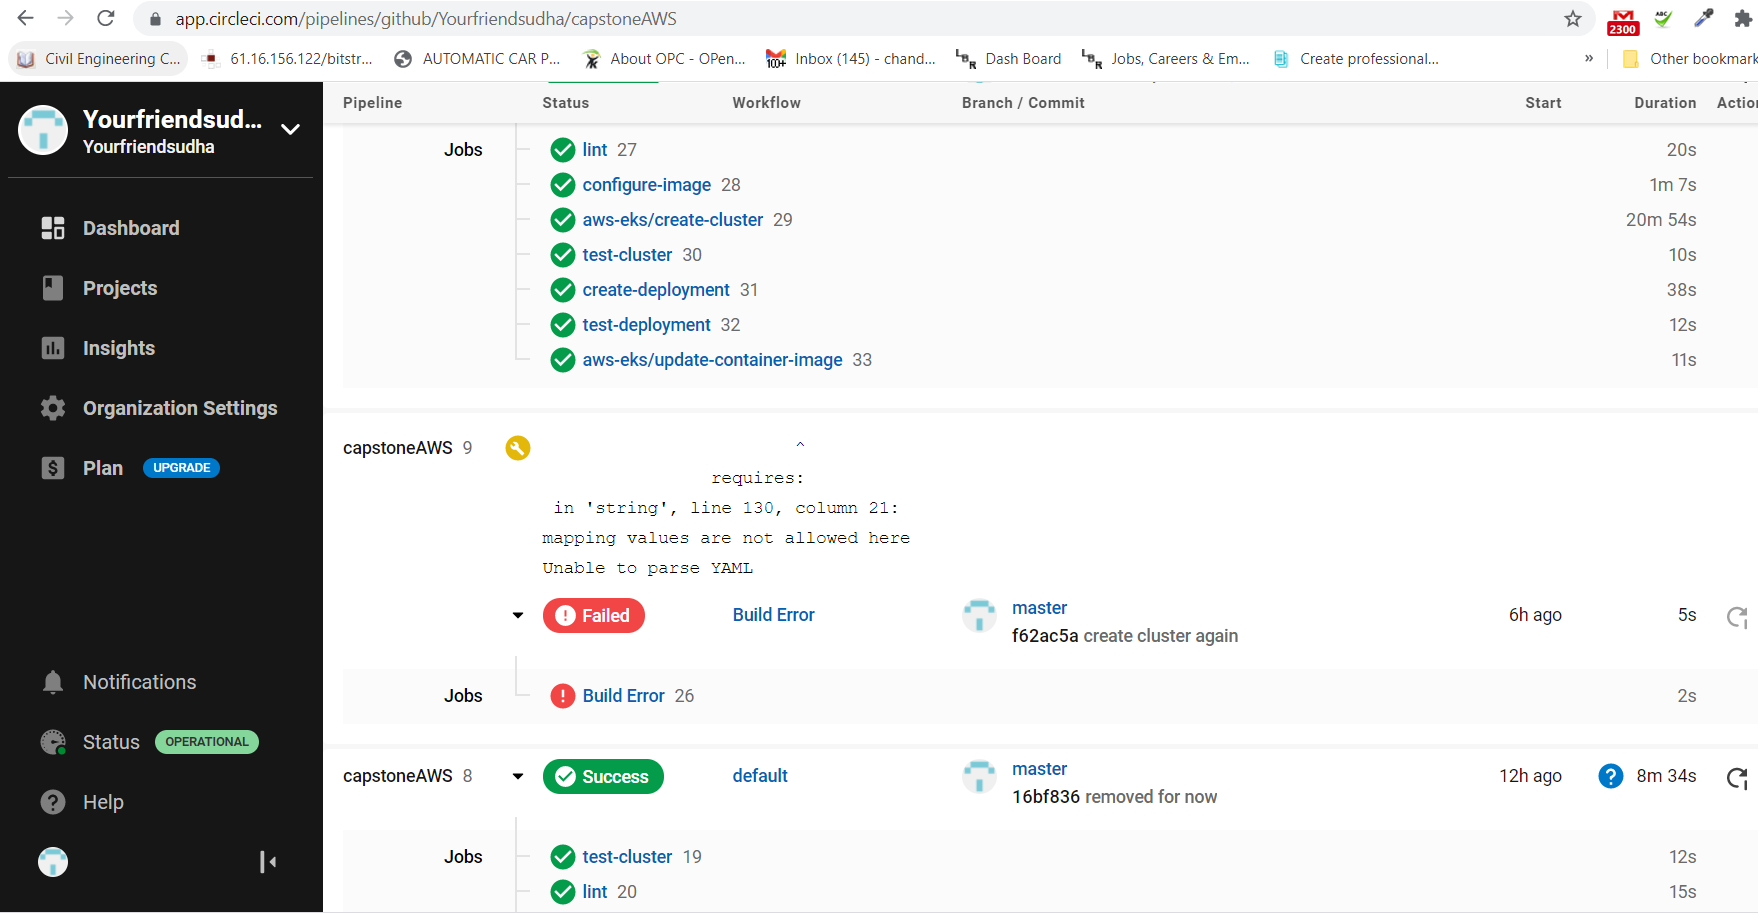 app.circleci.com/pipelines/github/Yourfriendsudha/capstoneAWS
ABC
2300
Civil Engineering C...
61.16.156.122/bitstr...
AUTOMATIC CAR P...
About OPC - OPen...
100+
Inbox (145) - chand...
LBR
Dash Board
LBR
Jobs, Careers & Em...
Create professional...
»
Other bookmark
Yourfriendsud...
Yourfriendsudha
Dashboard
Projects
Insights
Organization Settings
Plan UPGRADE
Notifications
Status OPERATIONAL
Help
Pipeline Status Workflow Branch / Commit Start Duration Action
Jobs
lint 27 20s
configure-image 28 1m 7s
aws-eks/create-cluster 29 20m 54s
test-cluster 30 10s
create-deployment 31 38s
test-deployment 32 12s
aws-eks/update-container-image 33 11s
capstoneAWS 9
^
requires:
in 'string', line 130, column 21:
mapping values are not allowed here
Unable to parse YAML
Failed Build Error master 6h ago 5s
f62ac5a create cluster again
Jobs Build Error 26 2s
capstoneAWS 8 Success default master 12h ago ? 8m 34s
16bf836 removed for now
Jobs test-cluster 19 12s
lint 20 15s